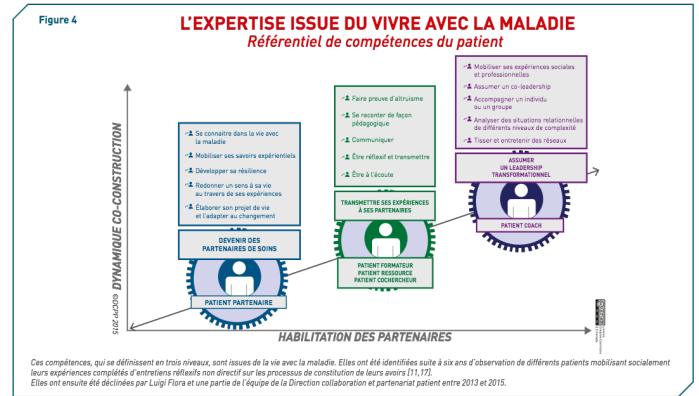 Figure 4
L'EXPERTISE ISSUE DU VIVRE AVEC LA MALADIE
Référentiel de compétences du patient
DYNAMIQUE CO-CONSTRUCTION
Se connaitre dans la vie avec
la maladie
Mobiliser ses savoirs expérientiels
Développer sa résilience
Redonner un sens à sa vie
au travers de ses expériences
Élaborer son projet de vie
et l'adapter au changement
DEVENIR DES
PARTENAIRES DE SOINS
PATIENT PARTENAIRE
Faire preuve d'altruisme
Se raconter de façon
pédagogique
Communiquer
Être réflexif et transmettre
Être à l'écoute
TRANSMETTRE SES EXPÉRIENCES
À SES PARTENAIRES
PATIENT FORMATEUR
PATIENT RESSOURCE
PATIENT COCHERCHEUR
Mobiliser ses expériences sociales
et professionnelles
Assumer un co-leadership
Accompagner un individu
ou un groupe
Analyser des situations relationnelles
de différents niveaux de complexité
Tisser et entretenir des réseaux
ASSUMER
UN LEADERSHIP
TRANSFORMATIONNEL
PATIENT COACH
©DCPP 2015
HABILITATION DES PARTENAIRES
Ces compétences, qui se définissent en trois niveaux, sont issues de la vie avec la maladie. Elles ont été identifiées suite à six ans d'observation de différents patients mobilisant socialement
leurs expériences complétés d'entretiens réflexifs non directif sur les processus de constitution de leurs avoirs [11,17].
Elles ont ensuite été déclinées par Luigi Flora et une partie de l'équipe de la Direction collaboration et partenariat patient entre 2013 et 2015.